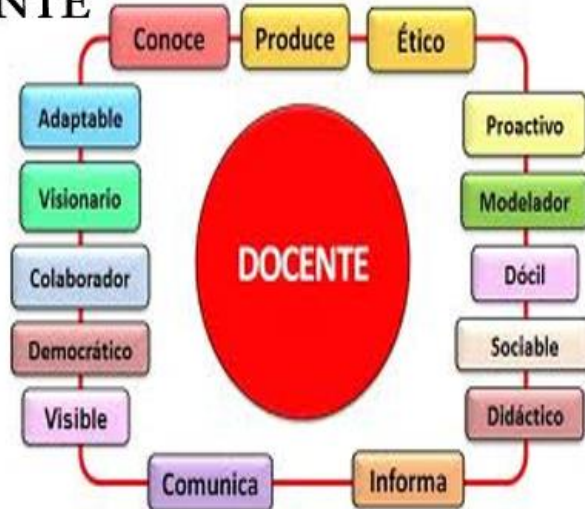 NTE
Conoce
Produce
Ético
Adaptable
Proactivo
Visionario
Modelador
DOCENTE
Colaborador
Dócil
Democrático
Sociable
Visible
Didáctico
Comunica
Informa